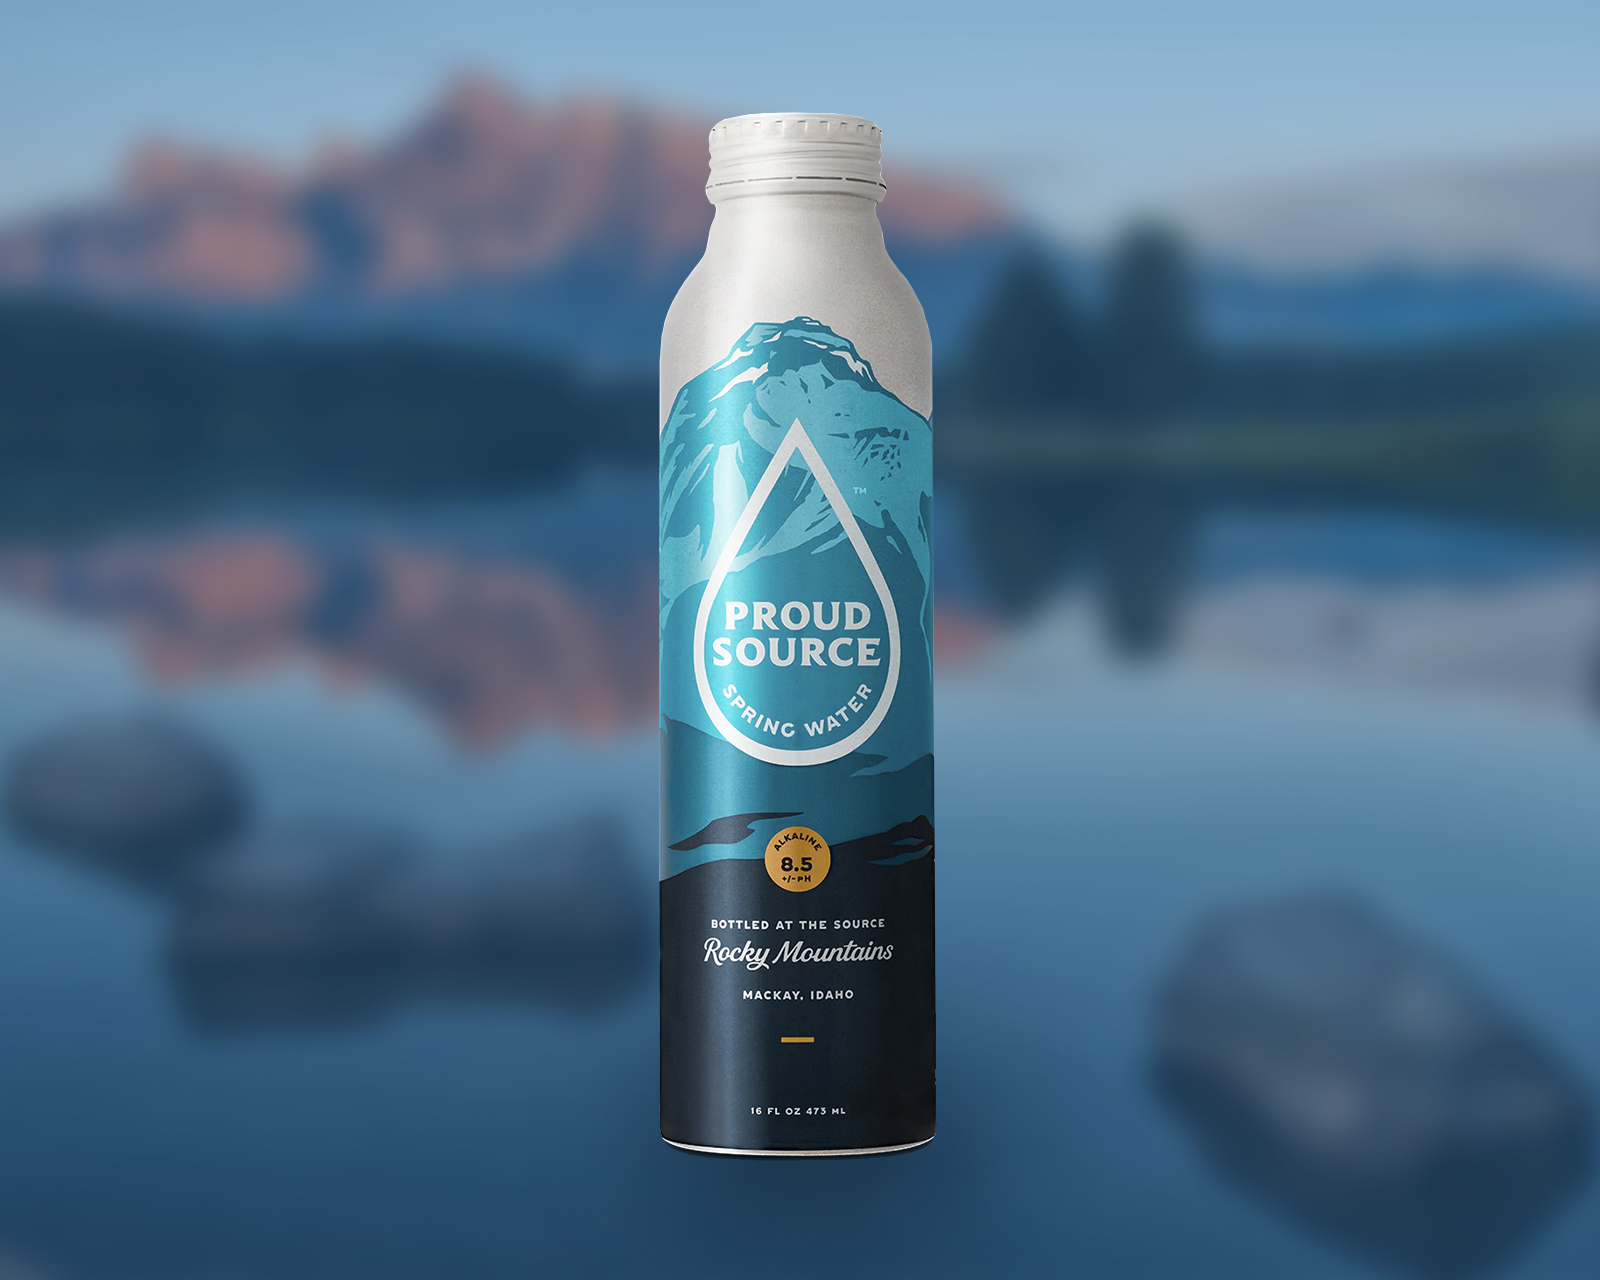 TM
PROUD
SOURCE
SPRING WATER
ALKALINE
8.5
+/- PH
BOTTLED AT THE SOURCE
Rocky Mountains
MACKAY, IDAHO
16 FL OZ 473 ML